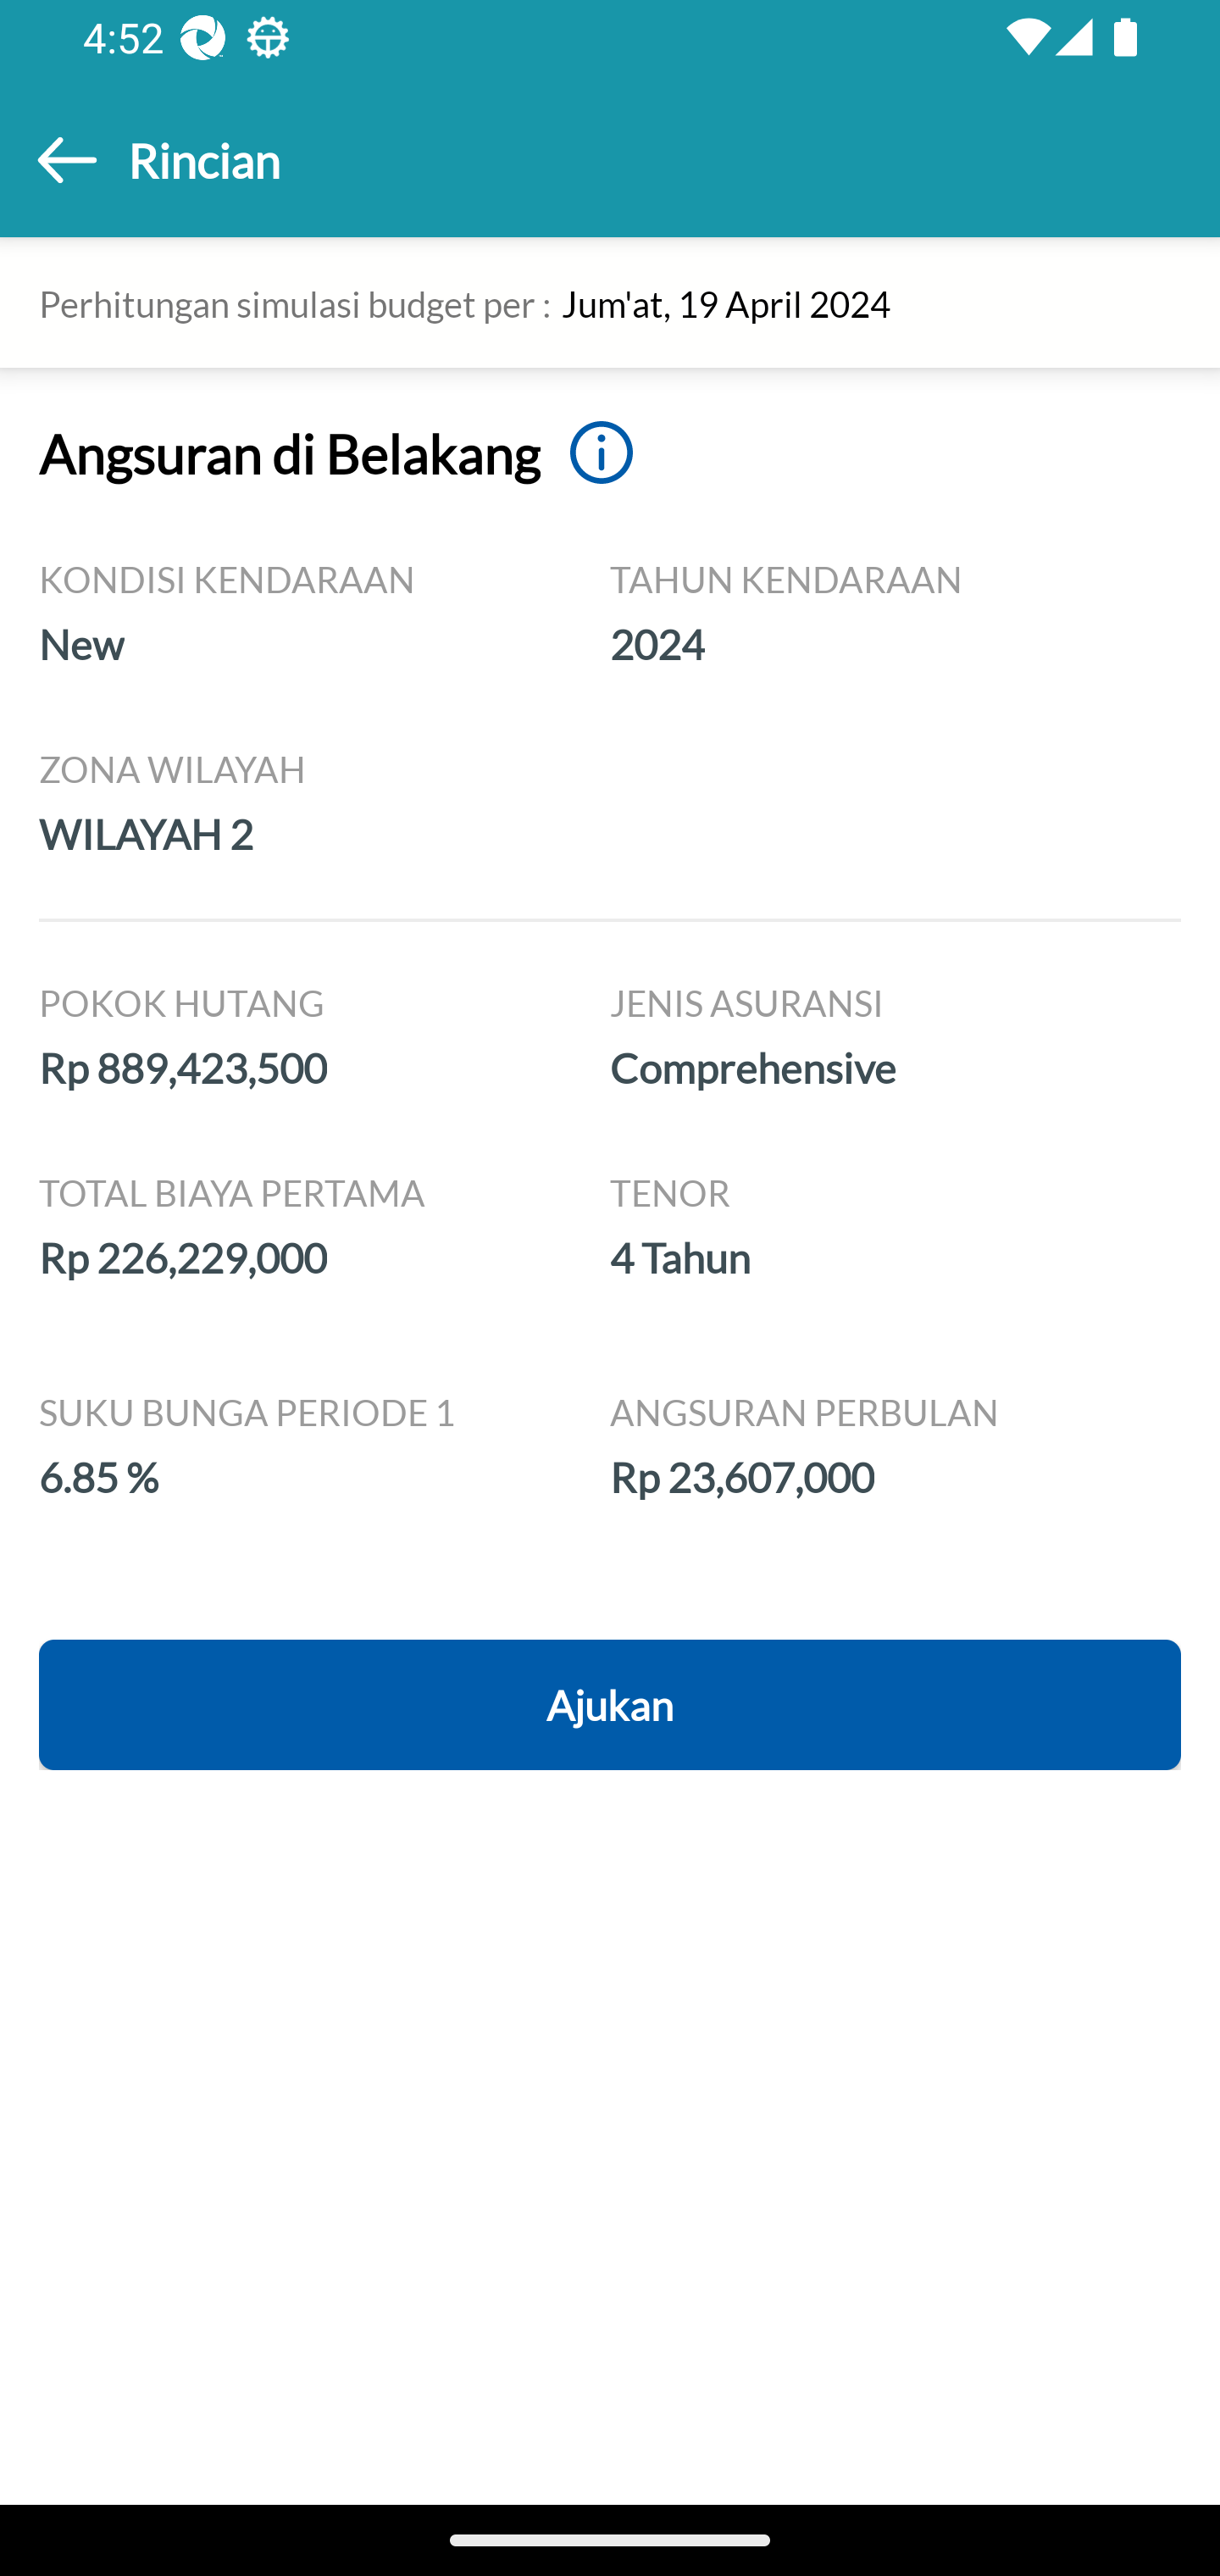 4:52
Rincian
Perhitungan simulasi budget per : Jum'at, 19 April 2024
Angsuran di Belakang
KONDISI KENDARAAN TAHUN KENDARAAN
New 2024
ZONA WILAYAH
WILAYAH 2
POKOK HUTANG JENIS ASURANSI
Rp 889,423,500 Comprehensive
TOTAL BIAYA PERTAMA TENOR
Rp 226,229,000 4 Tahun
SUKU BUNGA PERIODE 1 ANGSURAN PERBULAN
6.85 % Rp 23,607,000
Ajukan